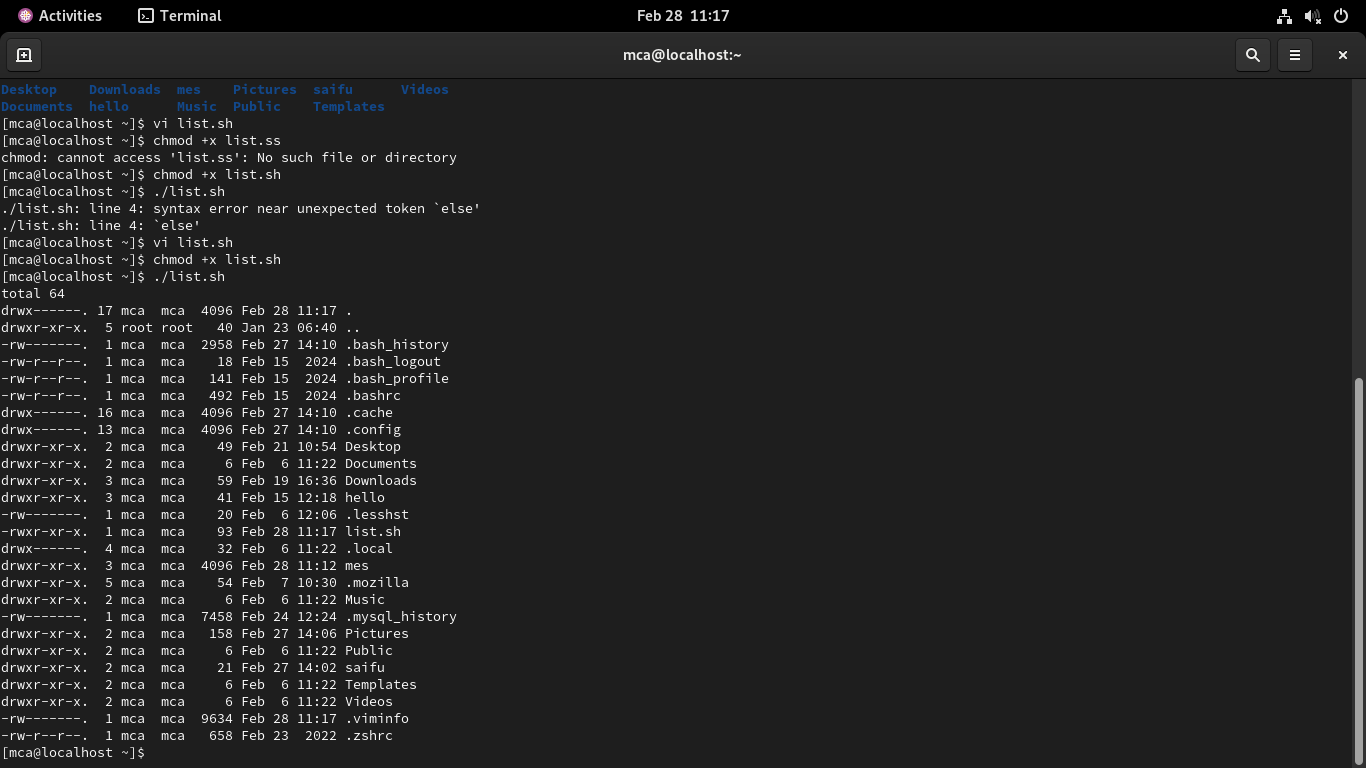 Activities Terminal Feb 28 11:17
mca@localhost:~
Desktop    Downloads  mes    Pictures  saifu      Videos
Documents  hello      Music  Public    Templates
[mca@localhost ~]$ vi list.sh
[mca@localhost ~]$ chmod +x list.ss
chmod: cannot access 'list.ss': No such file or directory
[mca@localhost ~]$ chmod +x list.sh
[mca@localhost ~]$ ./list.sh
./list.sh: line 4: syntax error near unexpected token `else'
./list.sh: line 4: `else'
[mca@localhost ~]$ vi list.sh
[mca@localhost ~]$ chmod +x list.sh
[mca@localhost ~]$ ./list.sh
total 64
drwx------. 17 mca  mca  4096 Feb 28 11:17 .
drwxr-xr-x.  5 root root   40 Jan 23 06:40 ..
-rw-------.  1 mca  mca  2958 Feb 27 14:10 .bash_history
-rw-r--r--.  1 mca  mca    18 Feb 15  2024 .bash_logout
-rw-r--r--.  1 mca  mca   141 Feb 15  2024 .bash_profile
-rw-r--r--.  1 mca  mca   492 Feb 15  2024 .bashrc
drwx------. 16 mca  mca  4096 Feb 27 14:10 .cache
drwx------. 13 mca  mca  4096 Feb 27 14:10 .config
drwxr-xr-x.  2 mca  mca    49 Feb 21 10:54 Desktop
drwxr-xr-x.  2 mca  mca     6 Feb  6 11:22 Documents
drwxr-xr-x.  3 mca  mca    59 Feb 19 16:36 Downloads
drwxr-xr-x.  3 mca  mca    41 Feb 15 12:18 hello
-rw-------.  1 mca  mca    20 Feb  6 12:06 .lesshst
-rwxr-xr-x.  1 mca  mca    93 Feb 28 11:17 list.sh
drwx------.  4 mca  mca    32 Feb  6 11:22 .local
drwxr-xr-x.  3 mca  mca  4096 Feb 28 11:12 mes
drwxr-xr-x.  5 mca  mca    54 Feb  7 10:30 .mozilla
drwxr-xr-x.  2 mca  mca     6 Feb  6 11:22 Music
-rw-------.  1 mca  mca  7458 Feb 24 12:24 .mysql_history
drwxr-xr-x.  2 mca  mca   158 Feb 27 14:06 Pictures
drwxr-xr-x.  2 mca  mca     6 Feb  6 11:22 Public
drwxr-xr-x.  2 mca  mca    21 Feb 27 14:02 saifu
drwxr-xr-x.  2 mca  mca     6 Feb  6 11:22 Templates
drwxr-xr-x.  2 mca  mca     6 Feb  6 11:22 Videos
-rw-------.  1 mca  mca  9634 Feb 28 11:17 .viminfo
-rw-r--r--.  1 mca  mca   658 Feb 23  2022 .zshrc
[mca@localhost ~]$